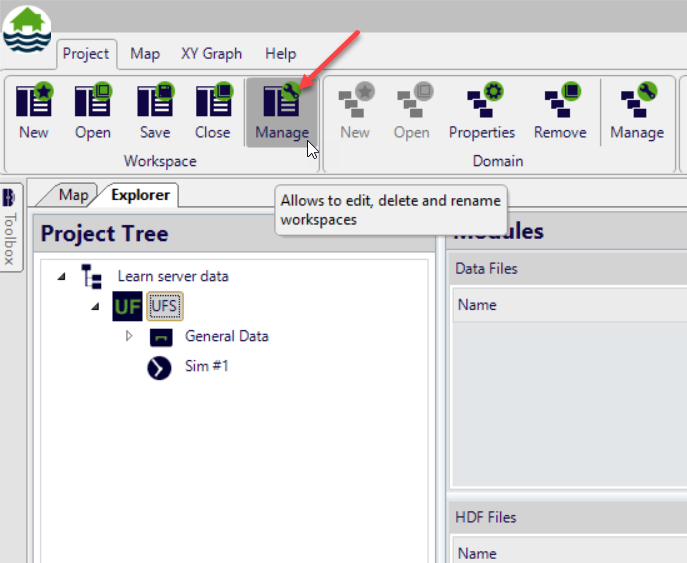 Project Map XY Graph Help
New Open Save Close Manage New Open Properties Remove Manage
Workspace Domain
Toolbox
Map Explorer
Allows to edit, delete and rename
workspaces
Project Tree
Modules
Learn server data
UF UFS
General Data
Sim #1
Data Files
Name
HDF Files
Name